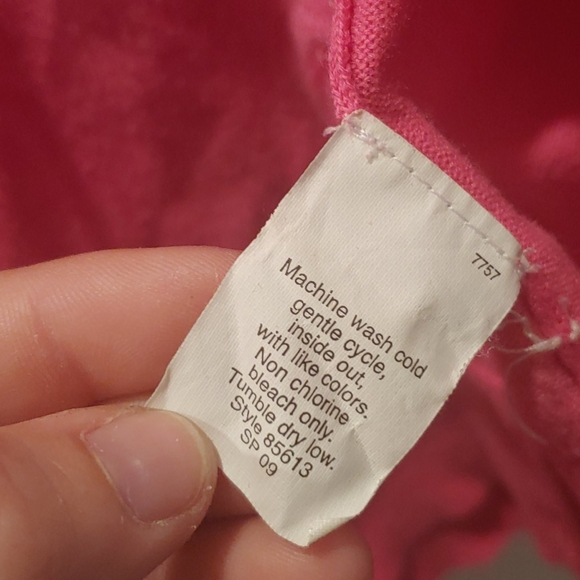 7757
Machine wash cold
gentle cycle,
inside out,
with like colors.
Non chlorine
bleach only.
Tumble dry low.
Style 85613
SP 09